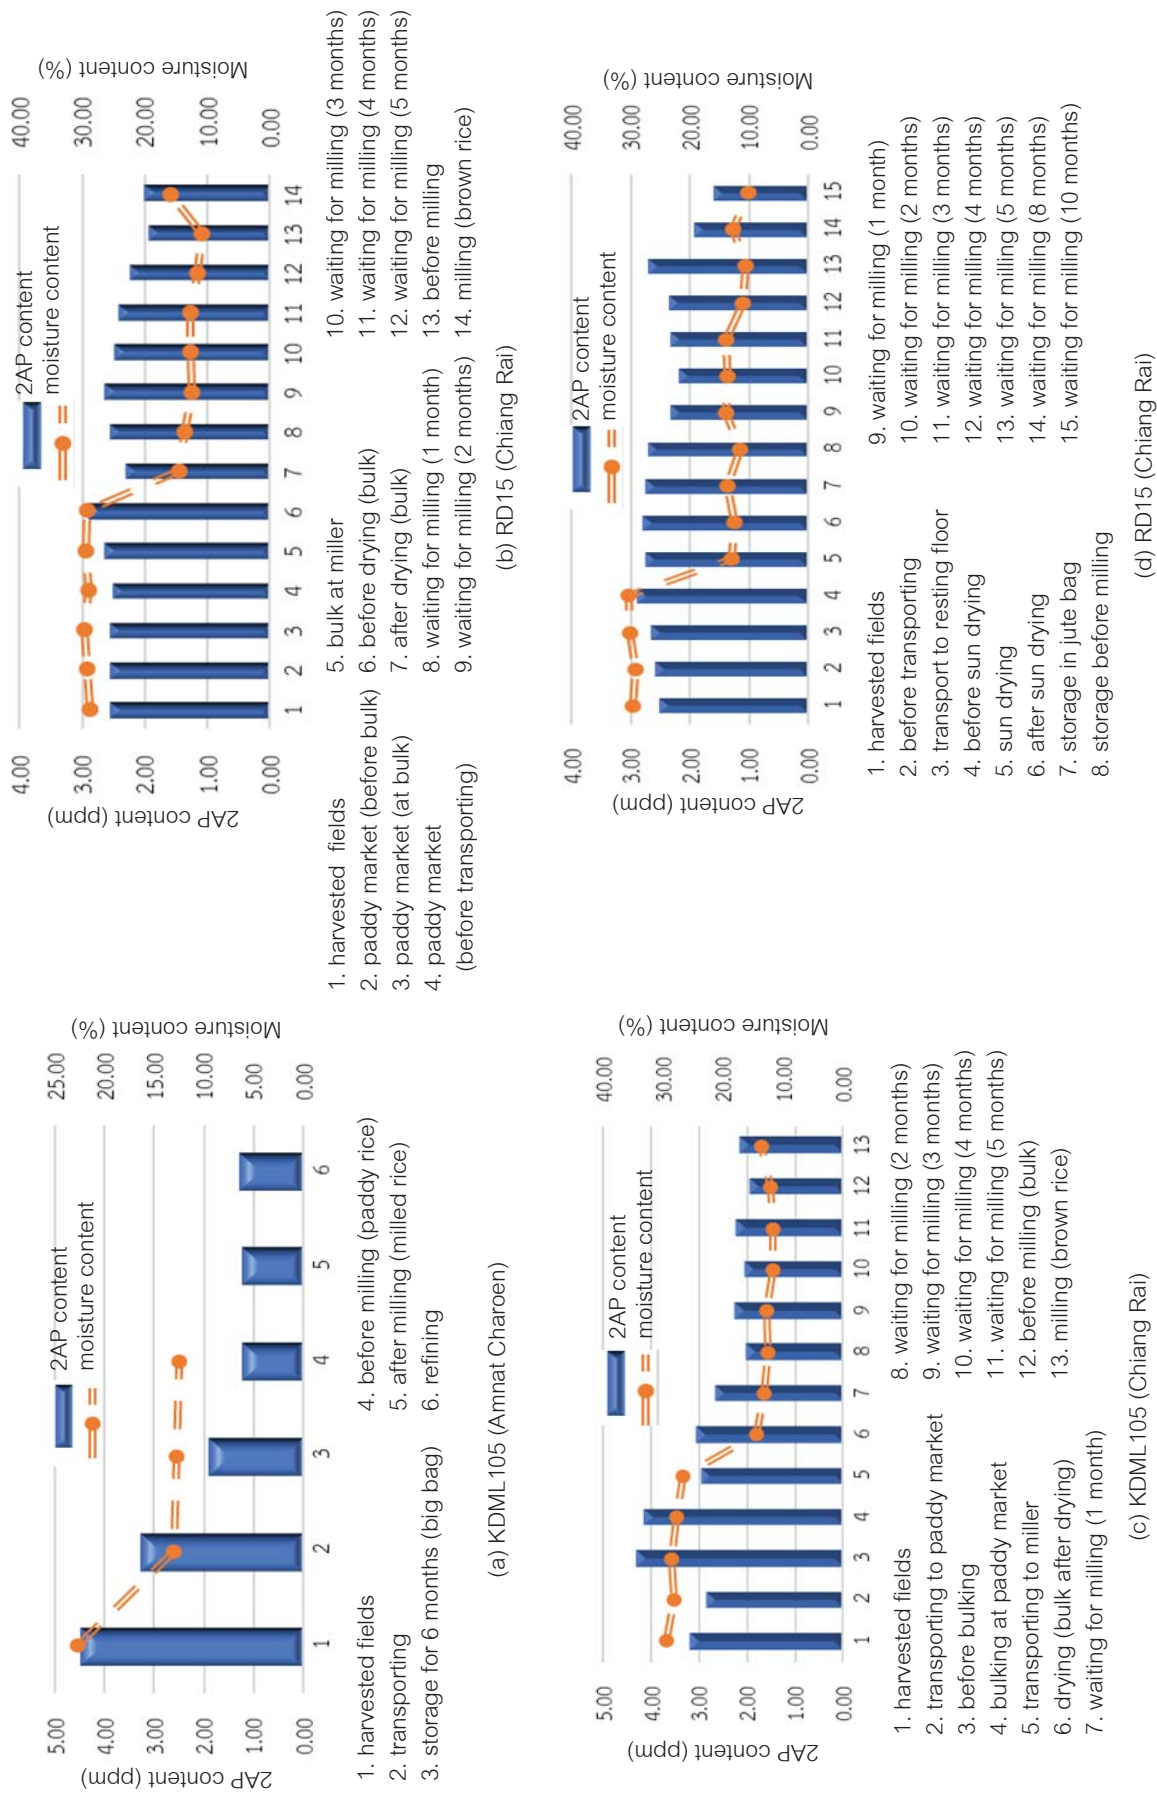 2AP content
moisture content
2AP content (ppm)
5.00
4.00
3.00
2.00
1.00
0.00
Moisture content (%)
25.00
20.00
15.00
10.00
5.00
0.00
1 2 3 4 5 6
1. harvested fields
2. transporting
3. storage for 6 months (big bag)
4. before milling (paddy rice)
5. after milling (milled rice)
6. refining
(a) KDML105 (Amnat Charoen)
2AP content
moisture content
2AP content (ppm)
4.00
3.00
2.00
1.00
0.00
Moisture content (%)
40.00
30.00
20.00
10.00
0.00
1 2 3 4 5 6 7 8 9 10 11 12 13 14
1. harvested fields
2. paddy market (before bulk)
3. paddy market (at bulk)
4. paddy market
(before transporting)
5. bulk at miller
6. before drying (bulk)
7. after drying (bulk)
8. waiting for milling (1 month)
9. waiting for milling (2 months)
10. waiting for milling (3 months)
11. waiting for milling (4 months)
12. waiting for milling (5 months)
13. before milling
14. milling (brown rice)
(b) RD15 (Chiang Rai)
2AP content
moisture content
2AP content (ppm)
5.00
4.00
3.00
2.00
1.00
0.00
Moisture content (%)
40.00
30.00
20.00
10.00
0.00
1 2 3 4 5 6 7 8 9 10 11 12 13
1. harvested fields
2. transporting to paddy market
3. before bulking
4. bulking at paddy market
5. transporting to miller
6. drying (bulk after drying)
7. waiting for milling (1 month)
8. waiting for milling (2 months)
9. waiting for milling (3 months)
10. waiting for milling (4 months)
11. waiting for milling (5 months)
12. before milling (bulk)
13. milling (brown rice)
(c) KDML105 (Chiang Rai)
2AP content
moisture content
2AP content (ppm)
4.00
3.00
2.00
1.00
0.00
Moisture content (%)
40.00
30.00
20.00
10.00
0.00
1 2 3 4 5 6 7 8 9 10 11 12 13 14 15
1. harvested fields
2. before transporting
3. transport to resting floor
4. before sun drying
5. sun drying
6. after sun drying
7. storage in jute bag
8. storage before milling
9. waiting for milling (1 month)
10. waiting for milling (2 months)
11. waiting for milling (3 months)
12. waiting for milling (4 months)
13. waiting for milling (5 months)
14. waiting for milling (8 months)
15. waiting for milling (10 months)
(d) RD15 (Chiang Rai)